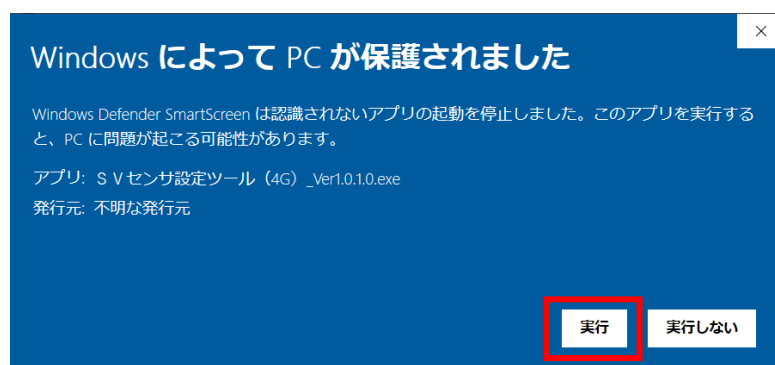 Windows によって PC が保護されました
Windows Defender SmartScreen は認識されないアプリの起動を停止しました。このアプリを実行する
と、PC に問題が起こる可能性があります。
アプリ: ＳＶセンサ設定ツール（4G）_Ver1.0.1.0.exe
発行元: 不明な発行元
実行 実行しない